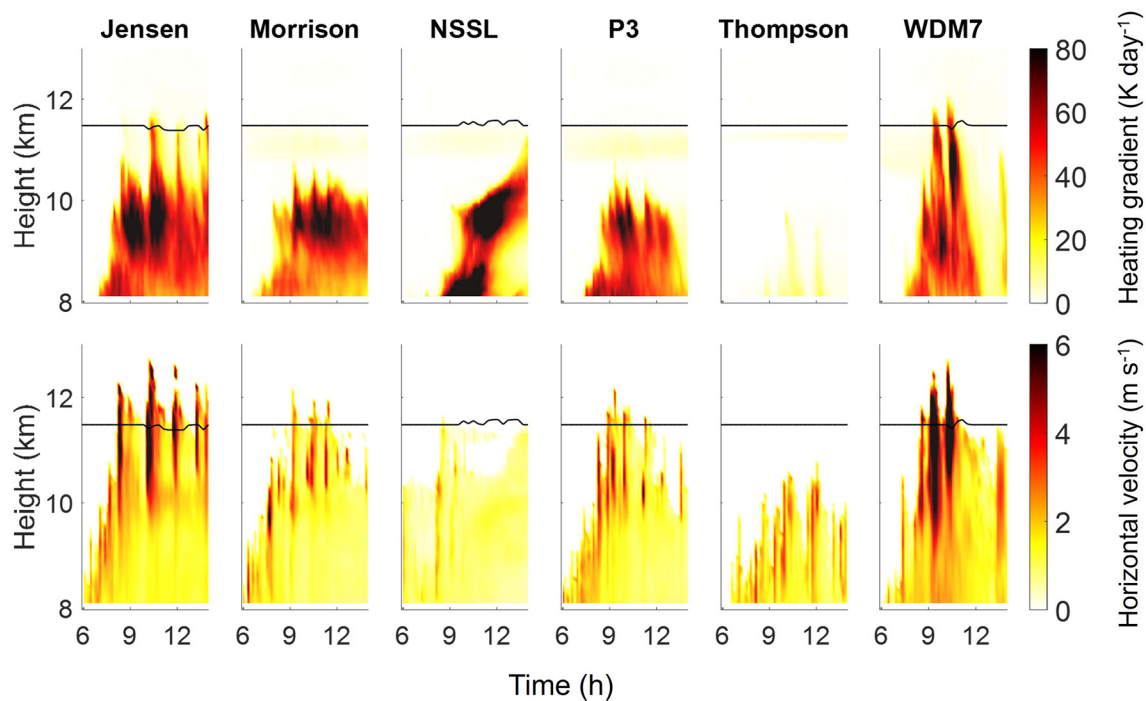 Jensen Morrison NSSL P3 Thompson WDM7
Height (km)
12
10
8
80
60
40
20
0
Heating gradient (K day-1)
Height (km)
12
10
8
6
4
2
0
Horizontal velocity (m s-1)
6 9 12 6 9 12 6 9 12 6 9 12 6 9 12 6 9 12
Time (h)